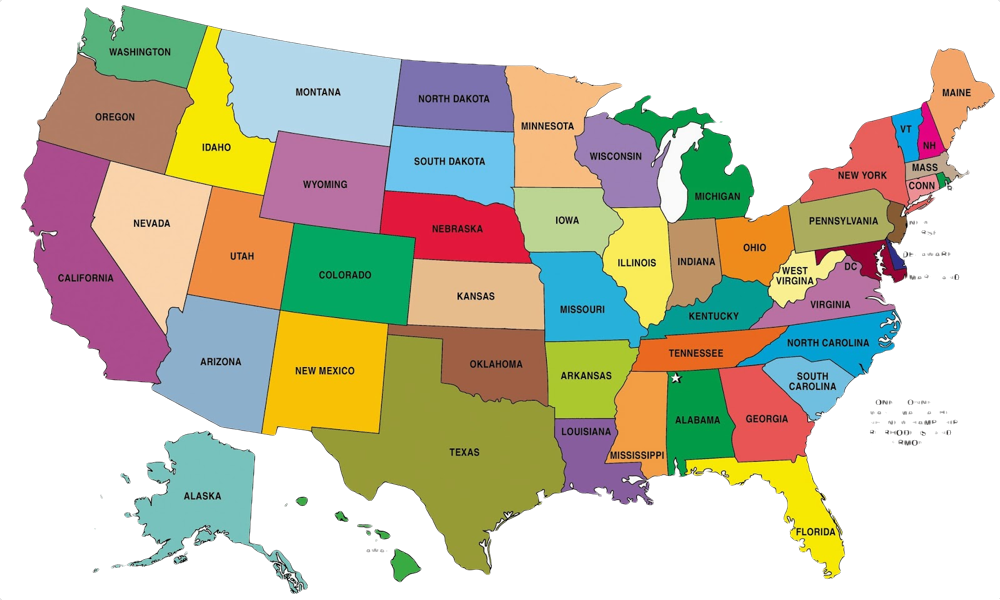 WASHINGTON
OREGON
IDAHO
MONTANA
NORTH DAKOTA
SOUTH DAKOTA
MINNESOTA
WISCONSIN
MICHIGAN
MAINE
VT
NH
MASS
CONN
NEW YORK
PENNSYLVANIA
WYOMING
NEVADA
CALIFORNIA
UTAH
COLORADO
NEBRASKA
IOWA
KANSAS
ILLINOIS
INDIANA
OHIO
WEST
VIRGINA
DC
VIRGINIA
MISSOURI
KENTUCKY
NORTH CAROLINA
TENNESSEE
SOUTH
CAROLINA
ARIZONA
NEW MEXICO
OKLAHOMA
ARKANSAS
ALABAMA
GEORGIA
LOUISIANA
MISSISSIPPI
TEXAS
ALASKA
FLORIDA